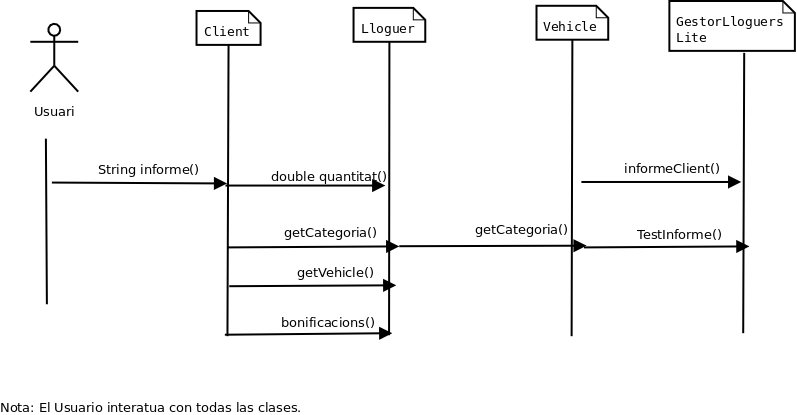 Client
Lloguer
Vehicle
GestorLloguers
Lite
Usuari
String informe()
double quantitat()
informeClient()
getCategoria()
getCategoria()
TestInforme()
getVehicle()
bonificacions()
Nota: El Usuario interatua con todas las clases.